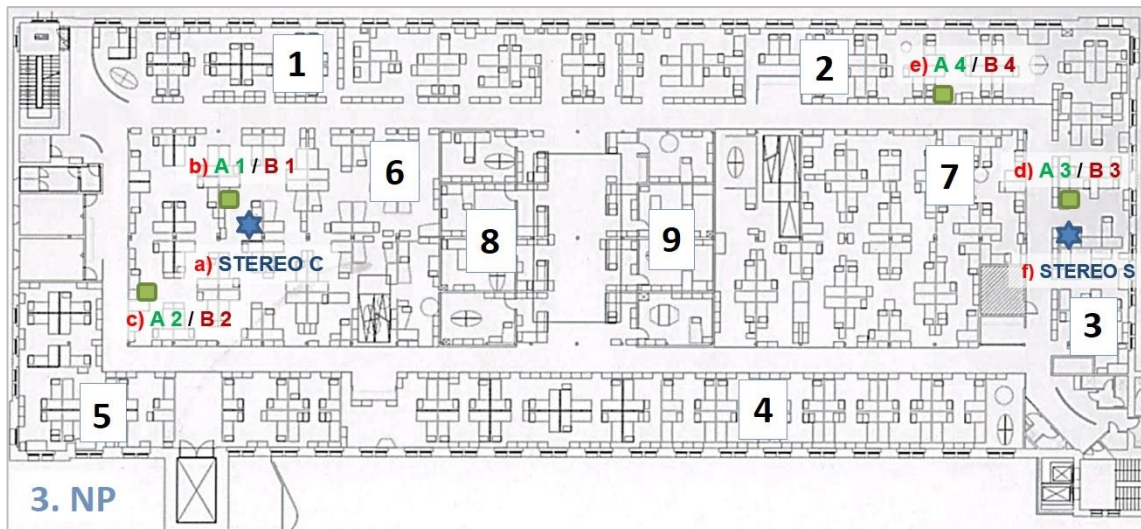 1
2
e) A 4 / B 4
b) A 1 / B 1
6
7
d) A 3 / B 3
8
9
a) STEREO C
f) STEREO S
c) A 2 / B 2
3
5
4
3. NP